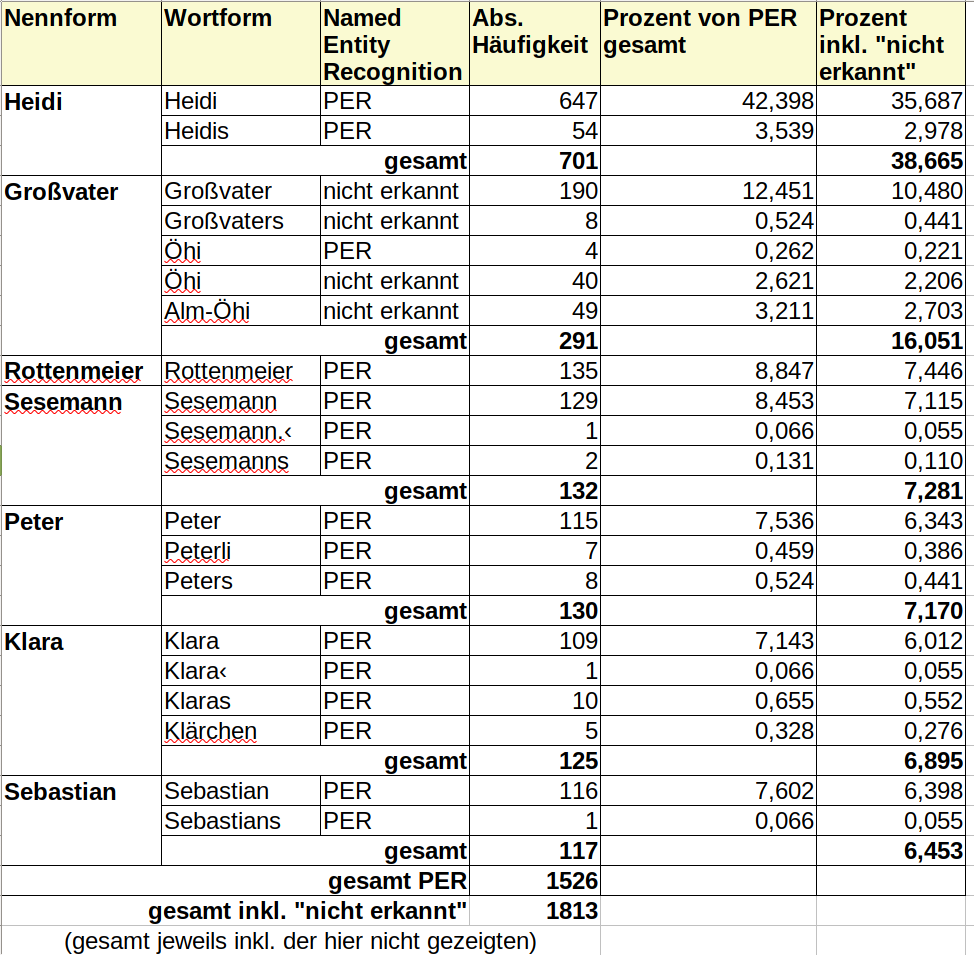 Nennform Wortform Named Entity Recognition Abs. Häufigkeit Prozent von PER gesamt Prozent inkl. "nicht erkannt"
Heidi Heidi PER 647 42,398 35,687
Heidis PER 54 3,539 2,978
gesamt 701 38,665
Großvater Großvater nicht erkannt 190 12,451 10,480
Großvaters nicht erkannt 8 0,524 0,441
Öhi PER 4 0,262 0,221
Öhi nicht erkannt 40 2,621 2,206
Alm-Öhi nicht erkannt 49 3,211 2,703
gesamt 291 16,051
Rottenmeier Rottenmeier PER 135 8,847 7,446
Sesemann Sesemann PER 129 8,453 7,115
Sesemann.‹ PER 1 0,066 0,055
Sesemanns PER 2 0,131 0,110
gesamt 132 7,281
Peter Peter PER 115 7,536 6,343
Peterli PER 7 0,459 0,386
Peters PER 8 0,524 0,441
gesamt 130 7,170
Klara Klara PER 109 7,143 6,012
Klara‹ PER 1 0,066 0,055
Klaras PER 10 0,655 0,552
Klärchen PER 5 0,328 0,276
gesamt 125 6,895
Sebastian Sebastian PER 116 7,602 6,398
Sebastians PER 1 0,066 0,055
gesamt 117 6,453
gesamt PER 1526
gesamt inkl. "nicht erkannt" 1813
(gesamt jeweils inkl. der hier nicht gezeigten)